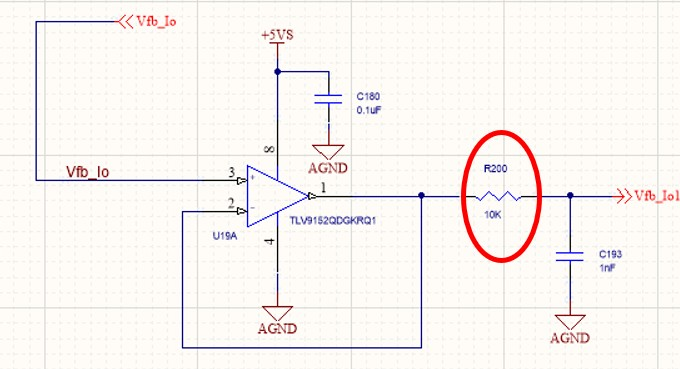 Vfb_Io
+5VS
C180
0.1uF
8
AGND
Vfb_Io
3
+
1
2
-
TLV9152QDGKRQ1
U19A
4
AGND
R200
10K
Vfb_Io1
C193
1nF
AGND